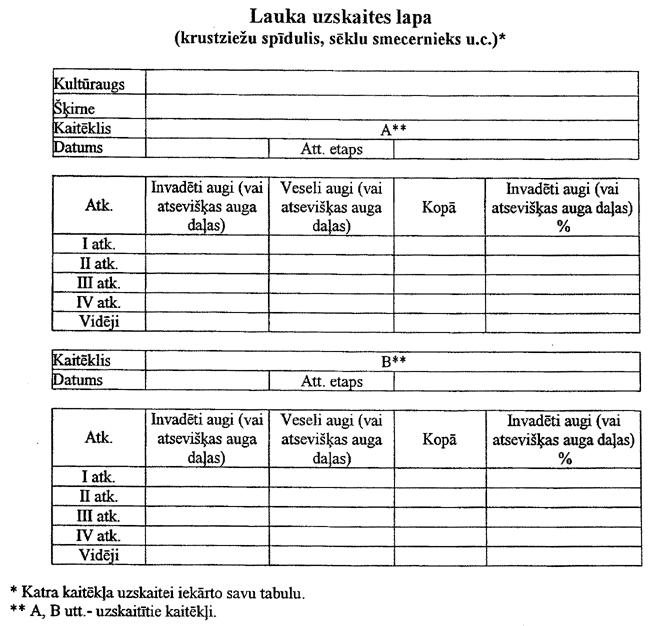 Lauka uzskaites lapa
(krustziežu spīdulis, sēklu smecernieks u.c.)*
Kultūraugs
Šķirne
Kaitēklis A**
Datums Att. etaps
Atk. Invadēti augi (vai atsevišķas auga daļas) Veseli augi (vai atsevišķas auga daļas) Kopā Invadēti augi (vai atsevišķas auga daļas) %
I atk.
II atk.
III atk.
IV atk.
Vidēji
Kaitēklis B**
Datums Att. etaps
Atk. Invadēti augi (vai atsevišķas auga daļas) Veseli augi (vai atsevišķas auga daļas) Kopā Invadēti augi (vai atsevišķas auga daļas) %
I atk.
II atk.
III atk.
IV atk.
Vidēji
* Katra kaitēkļa uzskaitei iekārto savu tabulu.
** A, B utt.- uzskaitītie kaitēkļi.